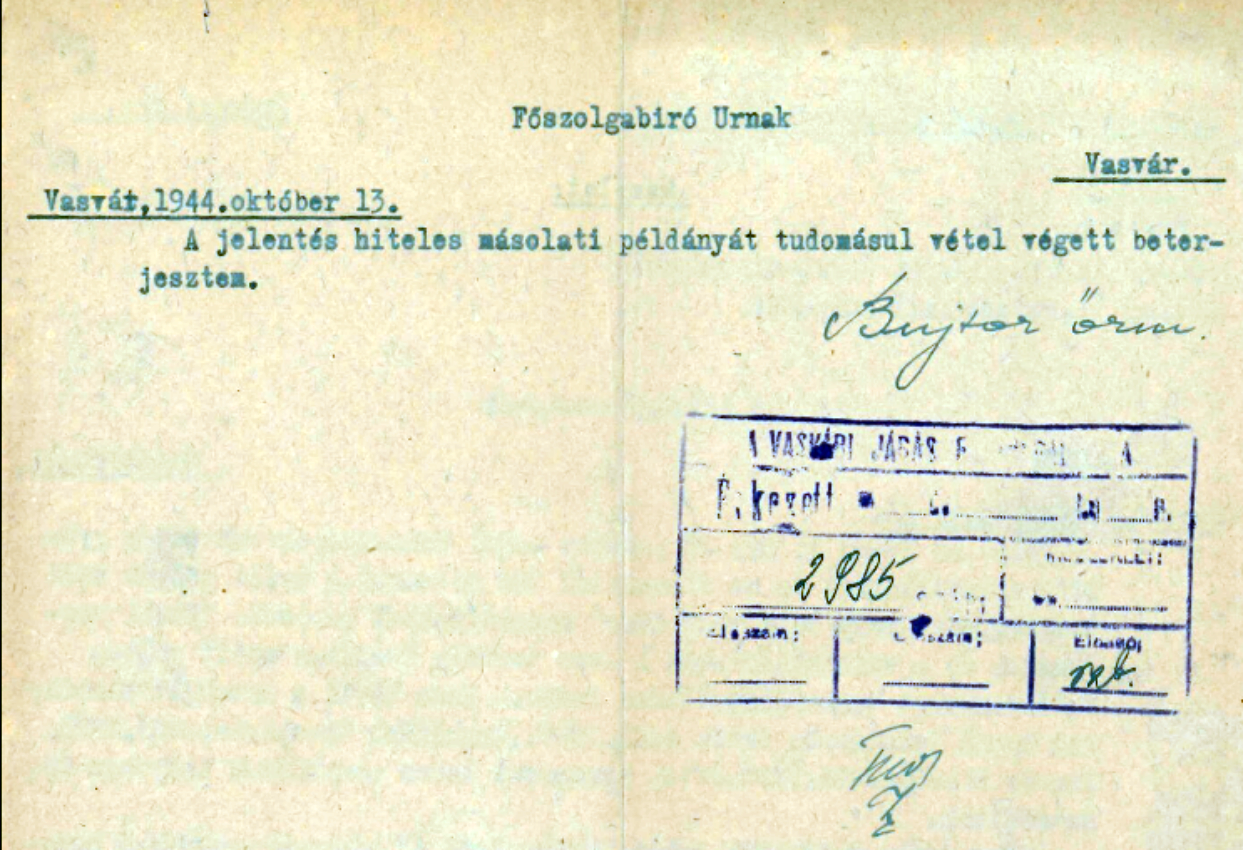 Főszolgabiró Urnak
Vasvár.
Vasvát,1944.október 13.
A jelentés hiteles másolati példányát tudomásul vétel végett beter-
jesztem.
Bujtor őrm.
A VASVÁRI JÁRÁS
Érkezett
2985
Előadó: